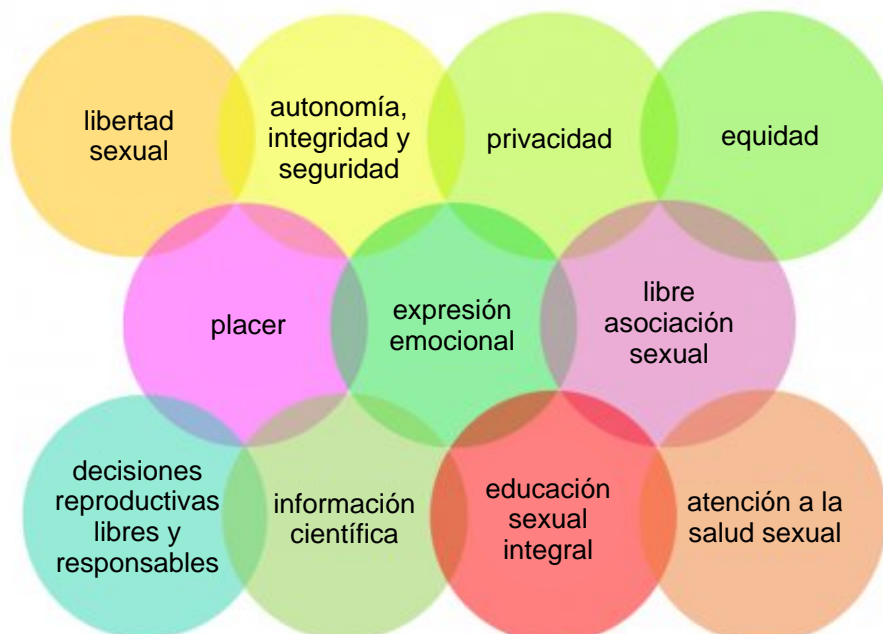 libertad
sexual
autonomía,
integridad y
seguridad
privacidad
equidad
placer
expresión
emocional
libre
asociación
sexual
decisiones
reproductivas
libres y
responsables
información
científica
educación
sexual
integral
atención a la
salud sexual